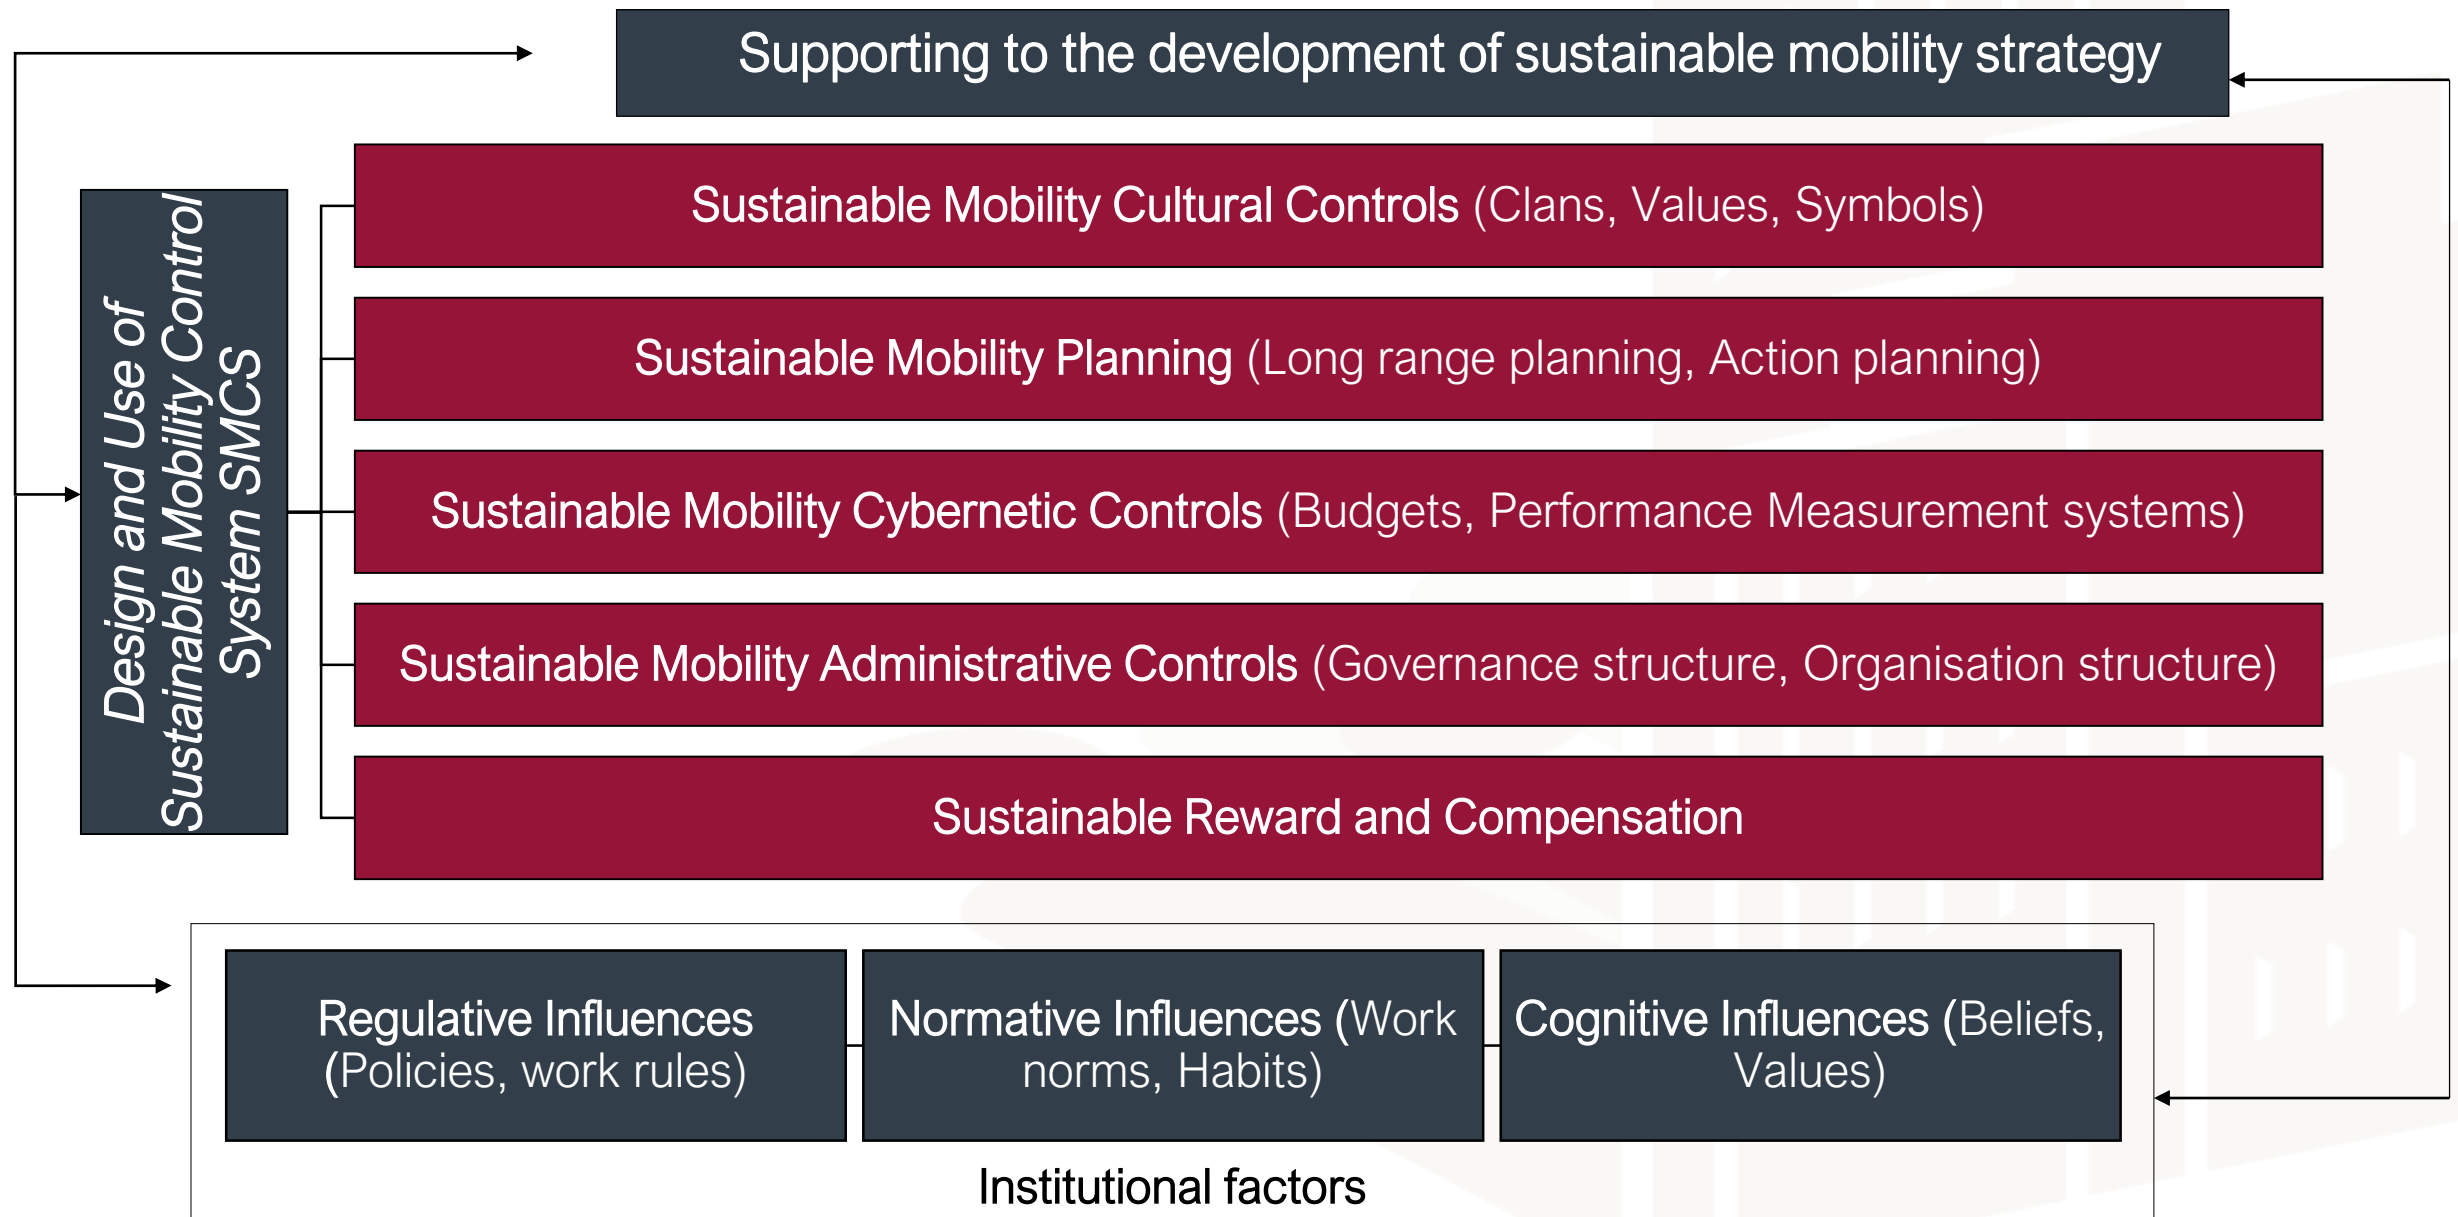 Supporting to the development of sustainable mobility strategy
Design and Use of
Sustainable Mobility Control
System SMCS
Sustainable Mobility Cultural Controls (Clans, Values, Symbols)
Sustainable Mobility Planning (Long range planning, Action planning)
Sustainable Mobility Cybernetic Controls (Budgets, Performance Measurement systems)
Sustainable Mobility Administrative Controls (Governance structure, Organisation structure)
Sustainable Reward and Compensation
Regulative Influences
(Policies, work rules)
Normative Influences (Work
norms, Habits)
Cognitive Influences (Beliefs,
Values)
Institutional factors